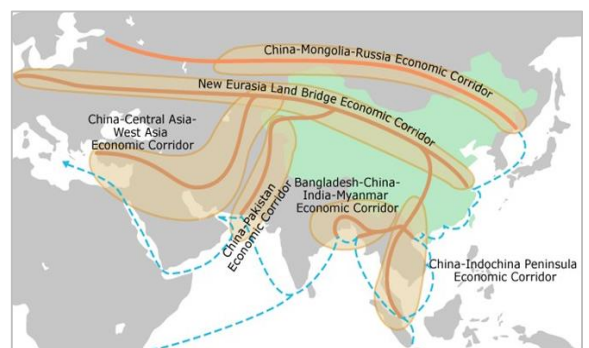 China-Mongolia-Russia Economic Corridor
New Eurasia Land Bridge Economic Corridor
China-Central Asia-
West Asia
Economic Corridor
China-Pakistan
Economic Corridor
Bangladesh-China-
India-Myanmar
Economic Corridor
China-Indochina Peninsula
Economic Corridor